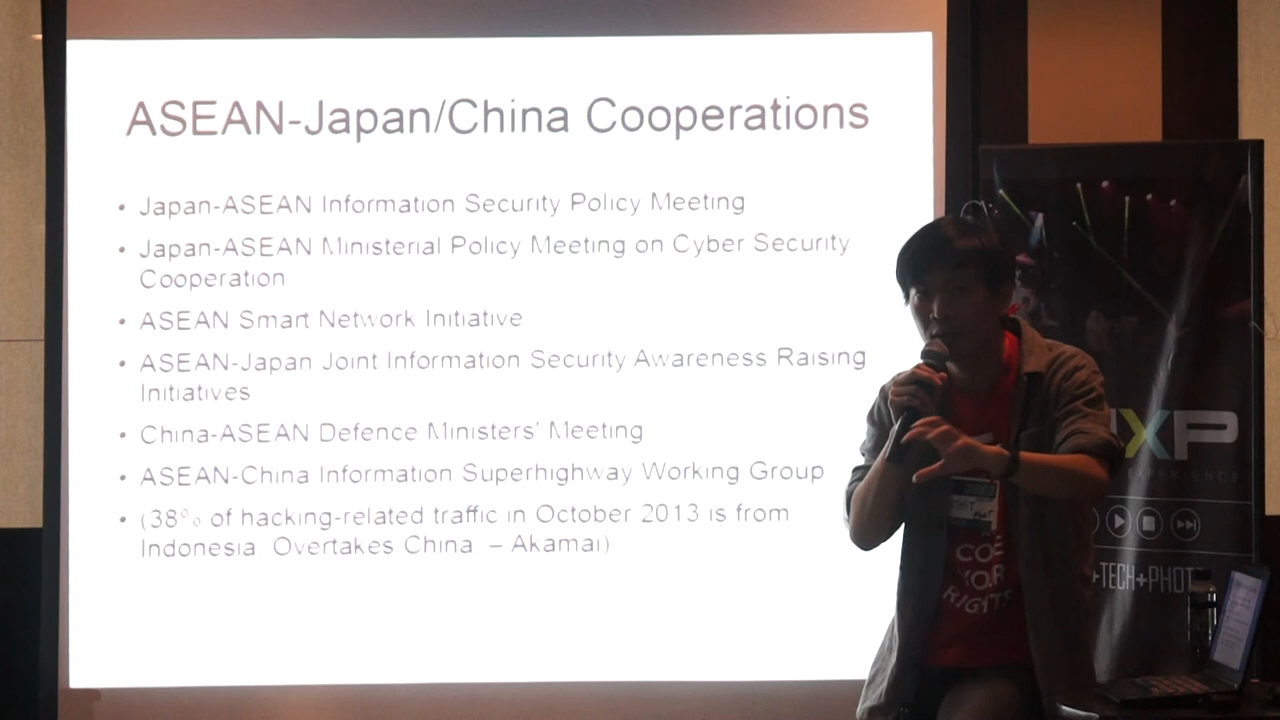 ASEAN-Japan/China Cooperations
• Japan-ASEAN Information Security Policy Meeting
• Japan-ASEAN Ministerial Policy Meeting on Cyber Security
Cooperation
• ASEAN Smart Network Initiative
• ASEAN-Japan Joint Information Security Awareness Raising
Initiatives
• China-ASEAN Defence Ministers' Meeting
• ASEAN-China Information Superhighway Working Group
• (38% of hacking-related traffic in October 2013 is from
Indonesia Overtakes China – Akamai)
XP
+TECH+PHOT
RIGHTS